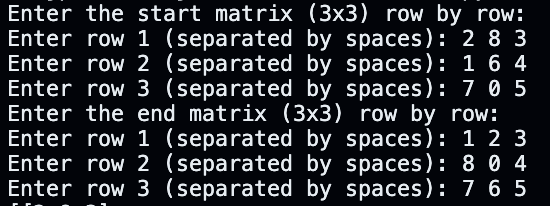 Enter the start matrix (3x3) row by row:
Enter row 1 (separated by spaces): 2 8 3
Enter row 2 (separated by spaces): 1 6 4
Enter row 3 (separated by spaces): 7 0 5
Enter the end matrix (3x3) row by row:
Enter row 1 (separated by spaces): 1 2 3
Enter row 2 (separated by spaces): 8 0 4
Enter row 3 (separated by spaces): 7 6 5